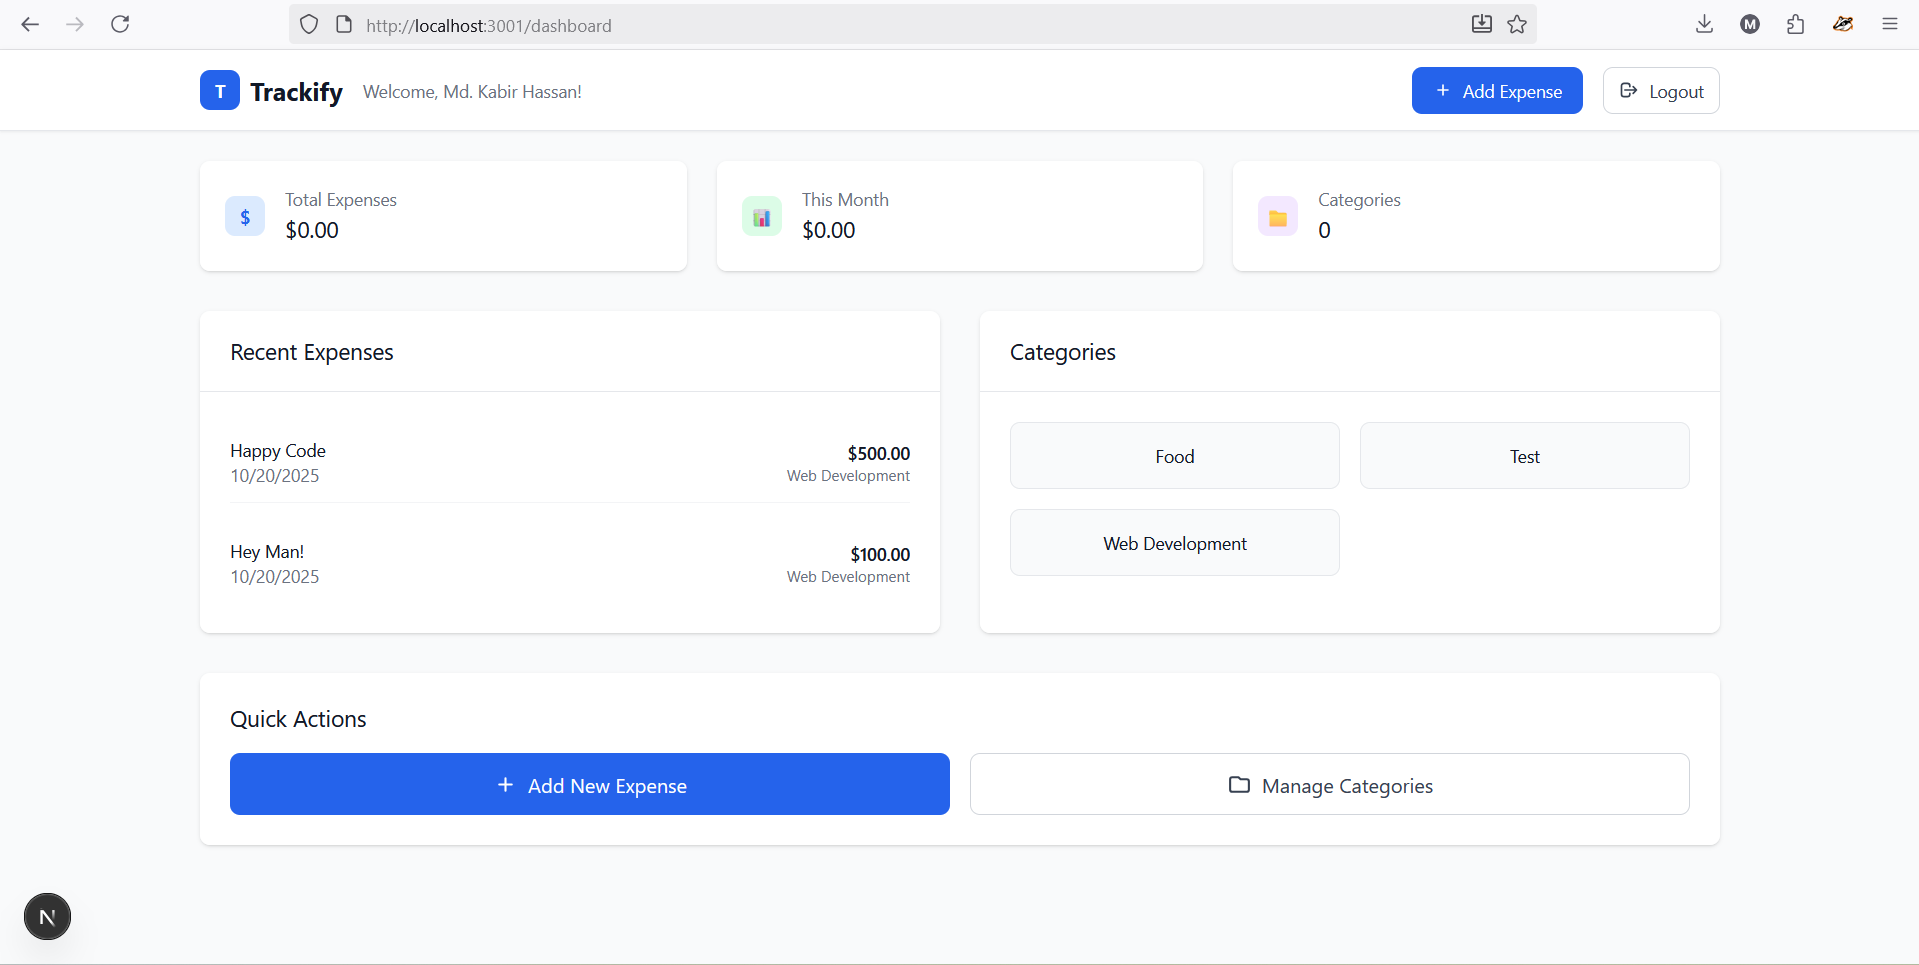 http://localhost:3001/dashboard
M
T
Trackify
Welcome, Md. Kabir Hassan!
+ Add Expense
Logout
$
Total Expenses
$0.00
This Month
$0.00
Categories
0
Recent Expenses
Happy Code
$500.00
10/20/2025
Web Development
Hey Man!
$100.00
10/20/2025
Web Development
Categories
Food
Test
Web Development
Quick Actions
+ Add New Expense
Manage Categories
N